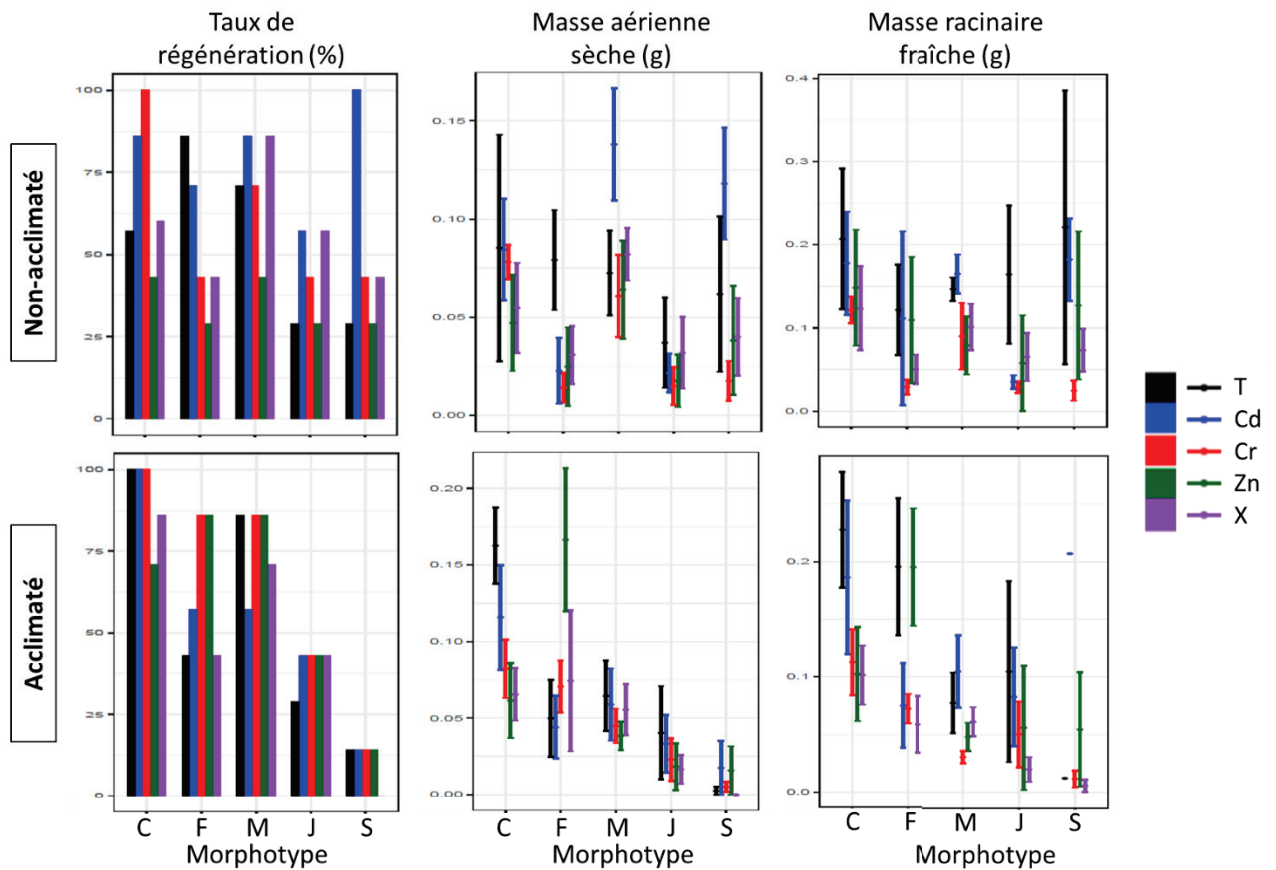 Taux de
régénération (%)
Masse aérienne
sèche (g)
Masse racinaire
fraîche (g)
Non-acclimaté
100
75
50
25
0
0.15
0.10
0.05
0.00
0.4
0.3
0.2
0.1
0.0
T
Cd
Cr
Zn
X
Acclimaté
100
75
50
25
0
0.20
0.15
0.10
0.05
0.00
0.2
0.1
0.0
C F M J S
C F M J S
C F M J S
Morphotype
Morphotype
Morphotype